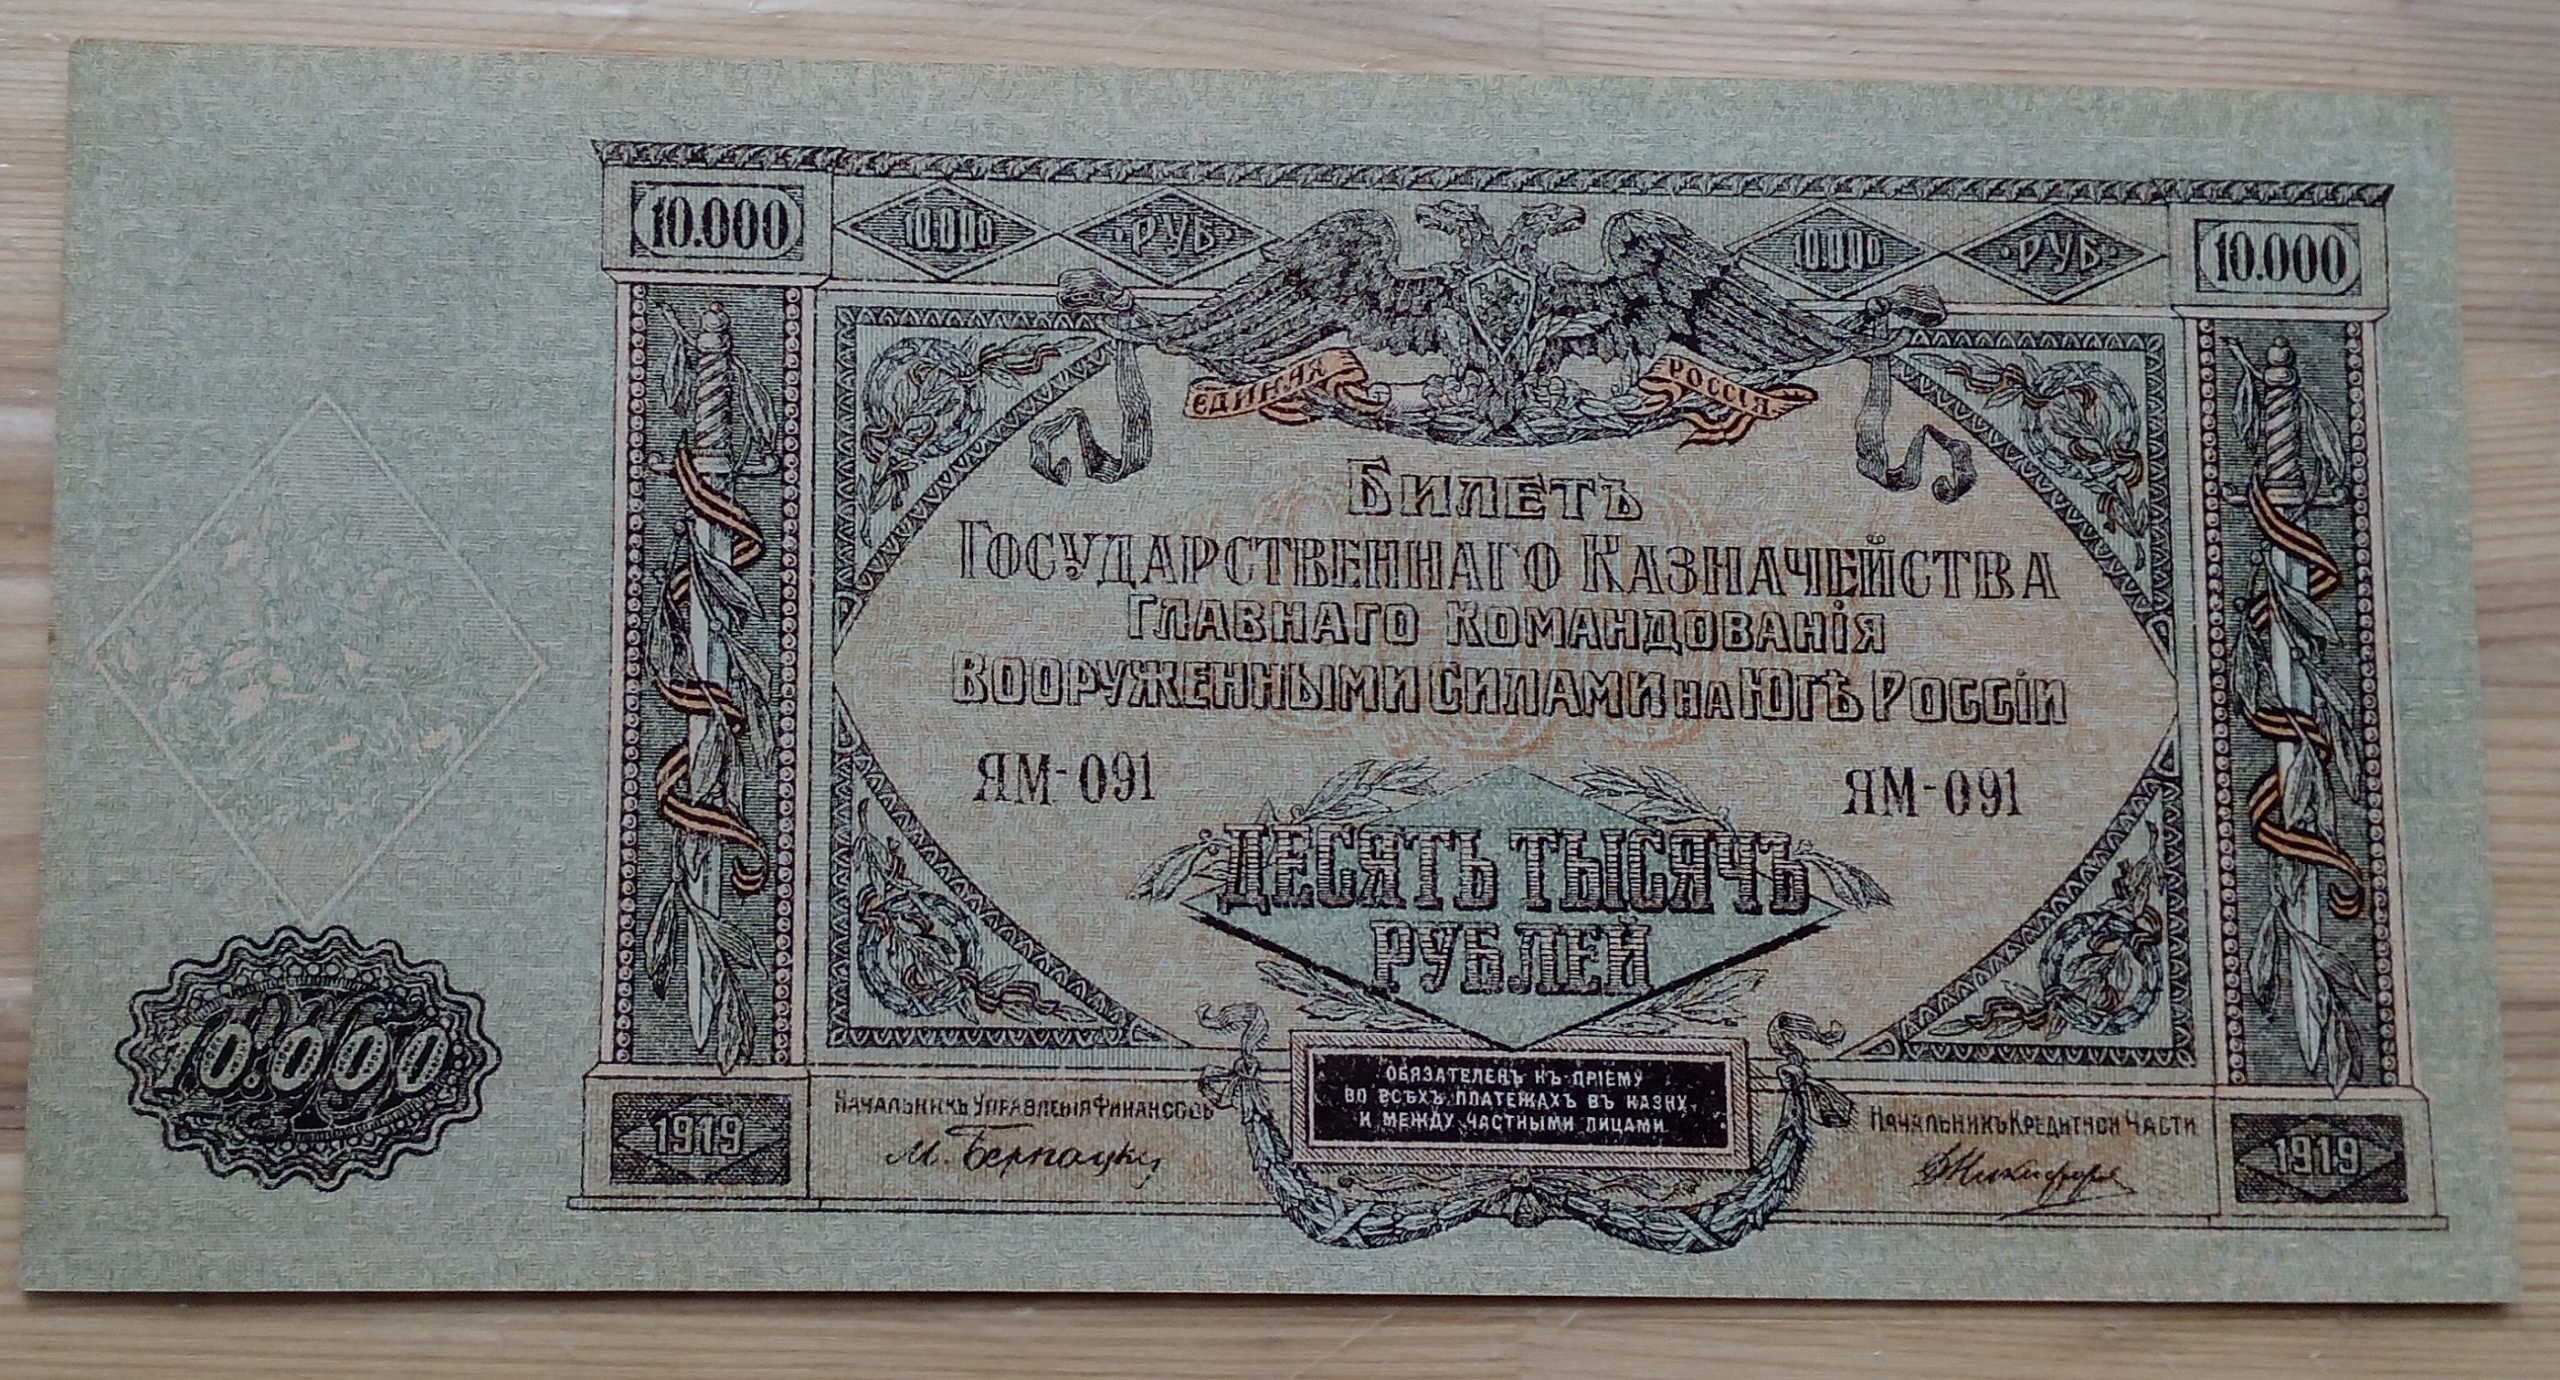 10.000 10.000 РУБ 10.000 РУБ 10.000
ЕДИНАЯ РОССІЯ
БИЛЕТЪ
ГОСУДАРСТВЕННАГО КАЗНАЧЕЙСТВА
ГЛАВНАГО КОМАНДОВАНІЯ
ВООРУЖЕННЫМИ СИЛАМИ НА ЮГѢ РОССІИ
ЯМ-091 ЯМ-091
ДЕСЯТЬ ТЫСЯЧЪ
РУБЛЕЙ
10.000
ОБЯЗАТЕЛЕНЪ КЪ ПРІЕМУ
ВО ВСѢХЪ ПЛАТЕЖАХЪ ВЪ КАЗНУ,
И МЕЖДУ ЧАСТНЫМИ ЛИЦАМИ
1919 НАЧАЛЬНИКЪ УПРАВЛЕНІЯ ФИНАНСОВЪ НАЧАЛЬНИКЪ КРЕДИТНОЙ ЧАСТИ 1919
М. Бернацкій